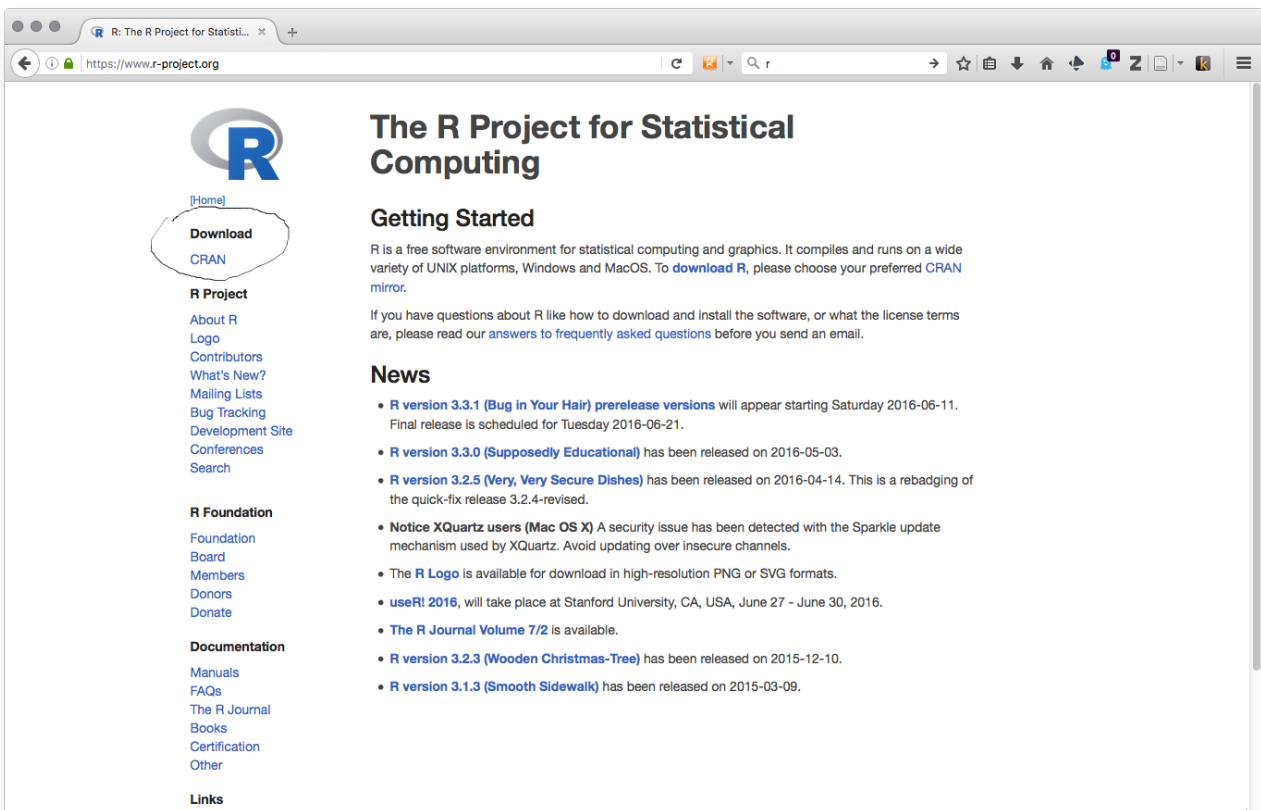 R: The R Project for Statisti...
https://www.r-project.org
r
0
Z
k
R
[Home]
Download
CRAN
R Project
About R
Logo
Contributors
What's New?
Mailing Lists
Bug Tracking
Development Site
Conferences
Search
R Foundation
Foundation
Board
Members
Donors
Donate
Documentation
Manuals
FAQs
The R Journal
Books
Certification
Other
Links
The R Project for Statistical
Computing
Getting Started
R is a free software environment for statistical computing and graphics. It compiles and runs on a wide
variety of UNIX platforms, Windows and MacOS. To download R, please choose your preferred CRAN
mirror.
If you have questions about R like how to download and install the software, or what the license terms
are, please read our answers to frequently asked questions before you send an email.
News
• R version 3.3.1 (Bug in Your Hair) prerelease versions will appear starting Saturday 2016-06-11.
Final release is scheduled for Tuesday 2016-06-21.
• R version 3.3.0 (Supposedly Educational) has been released on 2016-05-03.
• R version 3.2.5 (Very, Very Secure Dishes) has been released on 2016-04-14. This is a rebadging of
the quick-fix release 3.2.4-revised.
• Notice XQuartz users (Mac OS X) A security issue has been detected with the Sparkle update
mechanism used by XQuartz. Avoid updating over insecure channels.
• The R Logo is available for download in high-resolution PNG or SVG formats.
• useR! 2016, will take place at Stanford University, CA, USA, June 27 - June 30, 2016.
• The R Journal Volume 7/2 is available.
• R version 3.2.3 (Wooden Christmas-Tree) has been released on 2015-12-10.
• R version 3.1.3 (Smooth Sidewalk) has been released on 2015-03-09.